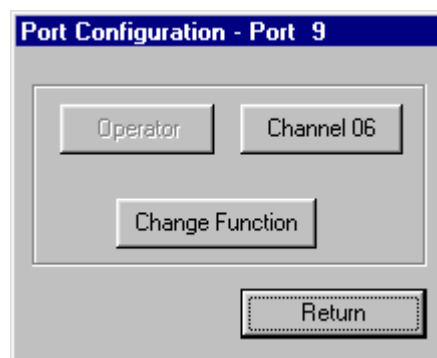 Port Configuration - Port 9
Operator
Channel 06
Change Function
Return